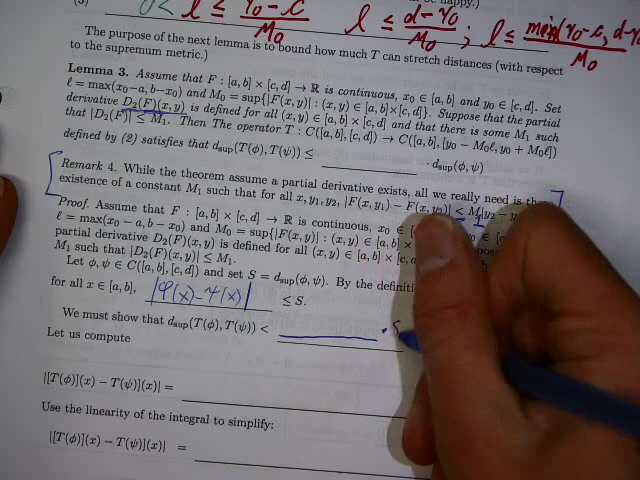 (3) 0 < l ≤ y₀ - c / M₀ l ≤ d - y₀ / M₀ ; l ≤ min(y₀ - c, d - y₀ / M₀
The purpose of the next lemma is to bound how much T can stretch distances (with respect
to the supremum metric.)
Lemma 3. Assume that F : [a, b] × [c, d] → ℝ is continuous, x₀ ∈ [a, b] and y₀ ∈ [c, d]. Set
ℓ = max(x₀ − a, b − x₀) and M₀ = sup{|F(x, y)| : (x, y) ∈ [a, b] × [c, d]}. Suppose that the partial
derivative D₂(F)(x, y) is defined for all (x, y) ∈ [a, b] × [c, d] and that there is some M₁ such
that |D₂(F)| ≤ M₁. Then The operator T : C([a, b], [c, d]) → C([a, b], [y₀ − M₀ℓ, y₀ + M₀ℓ])
defined by (2) satisfies that d_sup(T(ϕ), T(ψ)) ≤ ________ · d_sup(ϕ, ψ)
Remark 4. While the theorem assume a partial derivative exists, all we really need is the
existence of a constant M₁ such that for all x, y₁, y₂, |F(x, y₁) − F(x, y₂)| ≤ M₁|y₂ − y
Proof. Assume that F : [a, b] × [c, d] → ℝ is continuous, x₀ ∈ [
ℓ = max(x₀ − a, b − x₀) and M₀ = sup{|F(x, y)| : (x, y) ∈ [a, b] ×
partial derivative D₂(F)(x, y) is defined for all (x, y) ∈ [a, b] × [c, d
M₁ such that |D₂(F)(x, y)| ≤ M₁.
Let ϕ, ψ ∈ C([a, b], [c, d]) and set S = d_sup(ϕ, ψ). By the definiti
for all x ∈ [a, b], |φ(x) - ψ(x)| ≤ S.
We must show that d_sup(T(ϕ), T(ψ)) < ________ · S
Let us compute
|[T(ϕ)](x) − T(ψ)](x)| =
Use the linearity of the integral to simplify:
|[T(ϕ)](x) − T(ψ)](x)| =